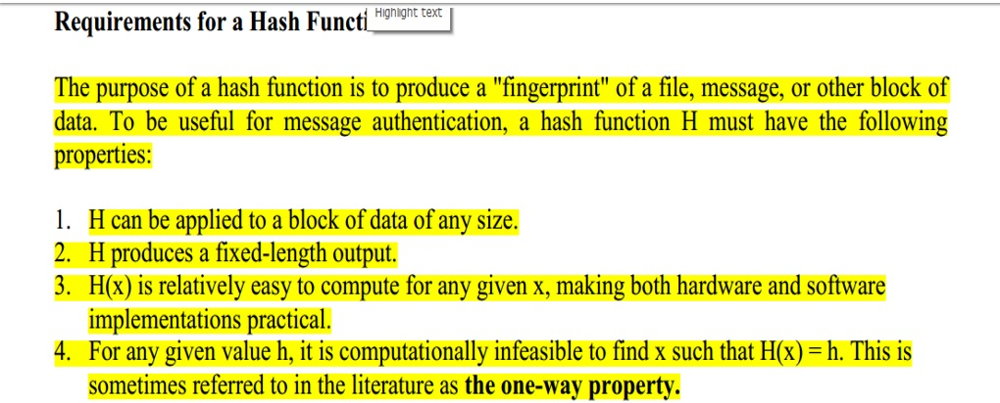 Requirements for a Hash Functi
Highlight text
The purpose of a hash function is to produce a "fingerprint" of a file, message, or other block of
data. To be useful for message authentication, a hash function H must have the following
properties:
1. H can be applied to a block of data of any size.
2. H produces a fixed-length output.
3. H(x) is relatively easy to compute for any given x, making both hardware and software
implementations practical.
4. For any given value h, it is computationally infeasible to find x such that H(x) = h. This is
sometimes referred to in the literature as the one-way property.